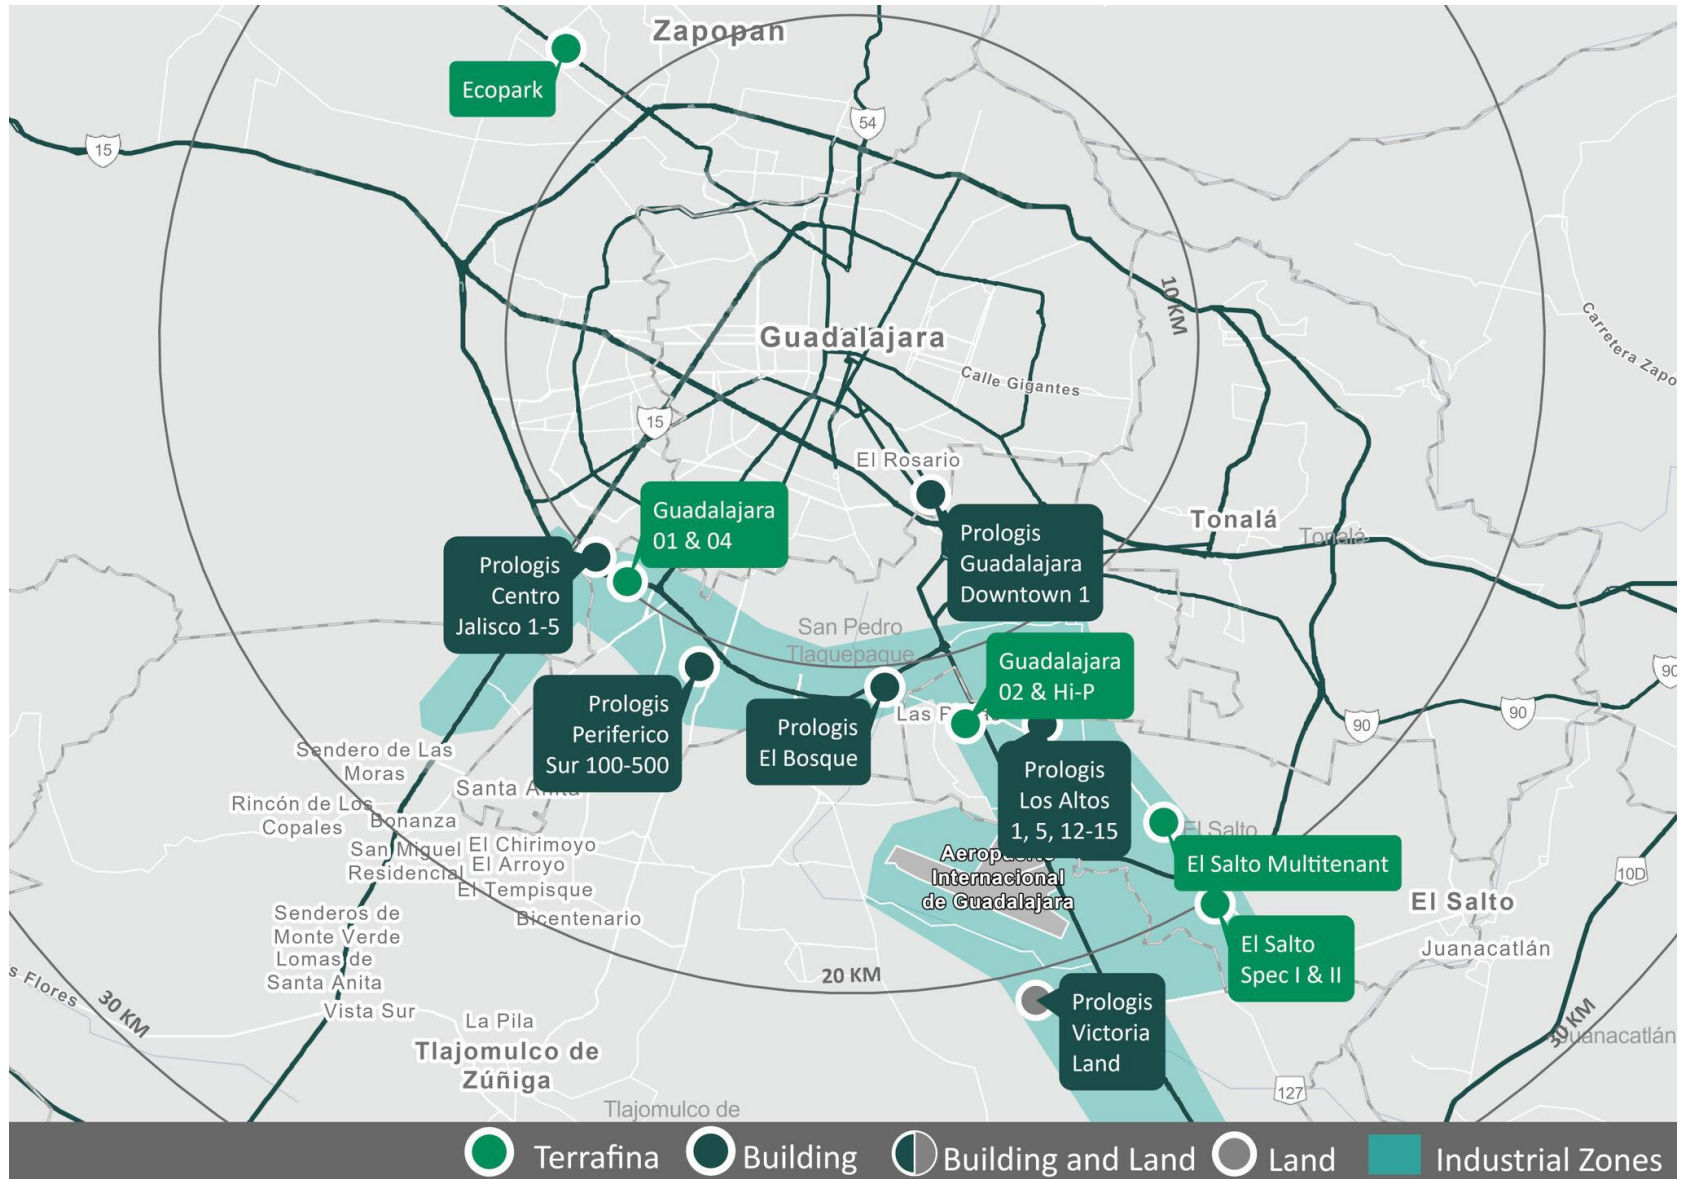 Zapopan
Ecopark
54
15
10 KM
Guadalajara
Carretera Zapo
Calle Gigantes
15
El Rosario
Guadalajara
01 & 04
Tonalá
Tonalá
Prologis
Guadalajara
Downtown 1
Prologis
Centro
Jalisco 1-5
San Pedro
Tlaquepaque
Guadalajara
02 & Hi-P
90
Prologis
Periferico
Sur 100-500
Prologis
El Bosque
Las
90
90
Sendero de Las
Moras
Santa Anita
Prologis
Los Altos
1, 5, 12-15
Rincón de Los
Copales
Bonanza
El Salto
San Miguel
Residencial
El Chirimoyo
El Arroyo
El Tempisque
Aeropuerto
Internacional
de Guadalajara
El Salto Multitenant
10D
El Salto
Senderos de
Monte Verde
Bicentenario
Juanacatlán
El Salto
Spec I & II
Lomas de
Santa Anita
20 KM
s Flores
30 KM
Vista Sur
La Pila
Prologis
Victoria
Land
30 KM
Juanacatlán
Tlajomulco de
Zúñiga
127
Tlajomulco de
Terrafina
Building
Building and Land
Land
Industrial Zones